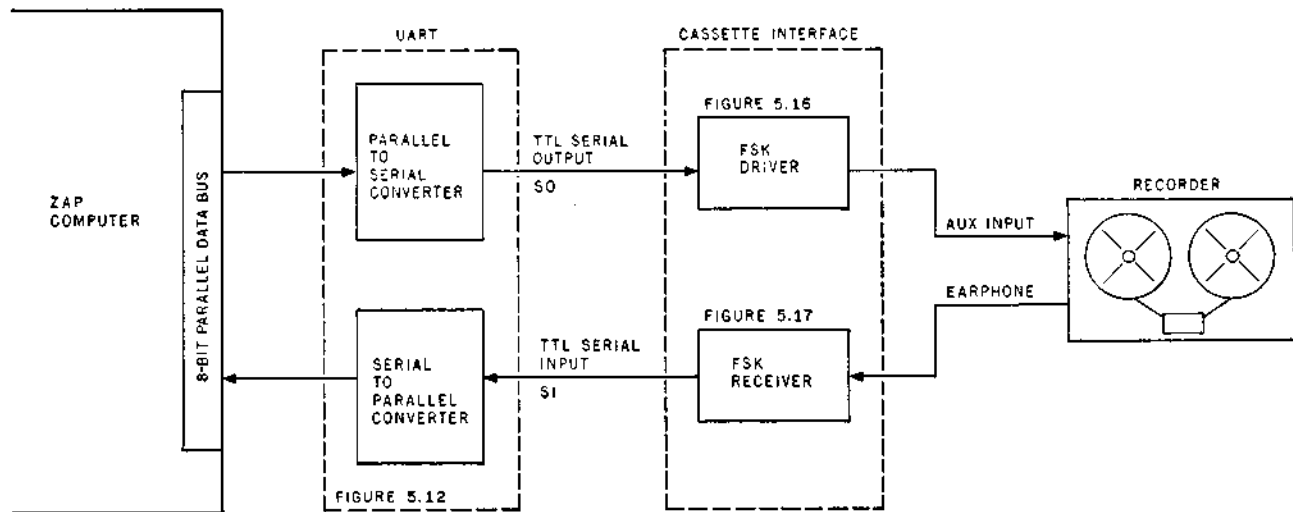 ZAP
COMPUTER
8-BIT PARALLEL DATA BUS
UART
PARALLEL
TO
SERIAL
CONVERTER
SERIAL
TO
PARALLEL
CONVERTER
FIGURE 5.12
TTL SERIAL
OUTPUT
SO
TTL SERIAL
INPUT
SI
CASSETTE INTERFACE
FIGURE 5.16
FSK
DRIVER
FIGURE 5.17
FSK
RECEIVER
AUX INPUT
EARPHONE
RECORDER